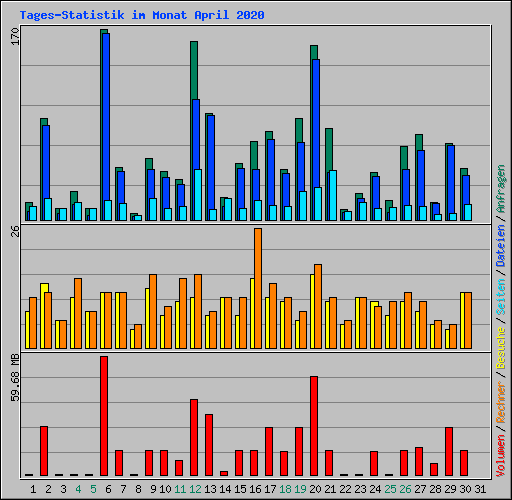 Tages-Statistik im Monat April 2020
170
26
59.68 MB
Volumen / Rechner / Besuche / Seiten / Dateien / Anfragen
1 2 3 4 5 6 7 8 9 10 11 12 13 14 15 16 17 18 19 20 21 22 23 24 25 26 27 28 29 30 31